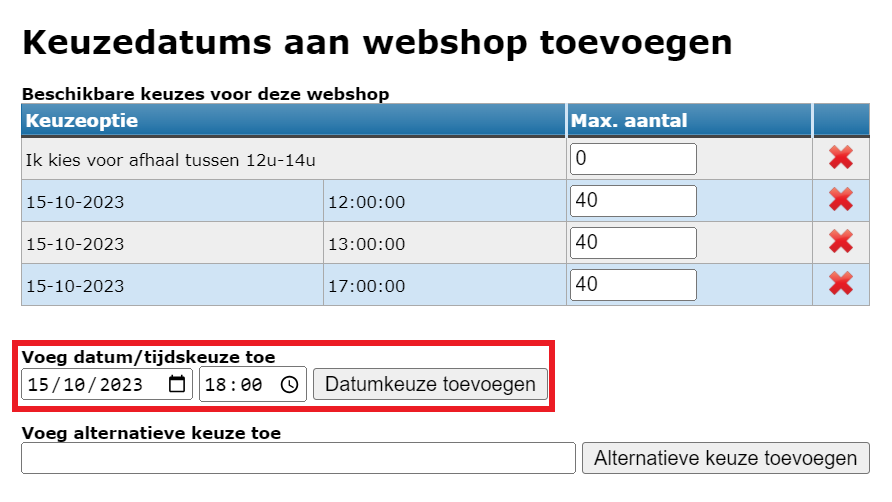 Keuzedatums aan webshop toevoegen
Beschikbare keuzes voor deze webshop
Keuzeoptie Max. aantal
Ik kies voor afhaal tussen 12u-14u 0
15-10-2023 12:00:00 40
15-10-2023 13:00:00 40
15-10-2023 17:00:00 40
Voeg datum/tijdskeuze toe
15/10/2023 18:00 Datumkeuze toevoegen
Voeg alternatieve keuze toe
Alternatieve keuze toevoegen